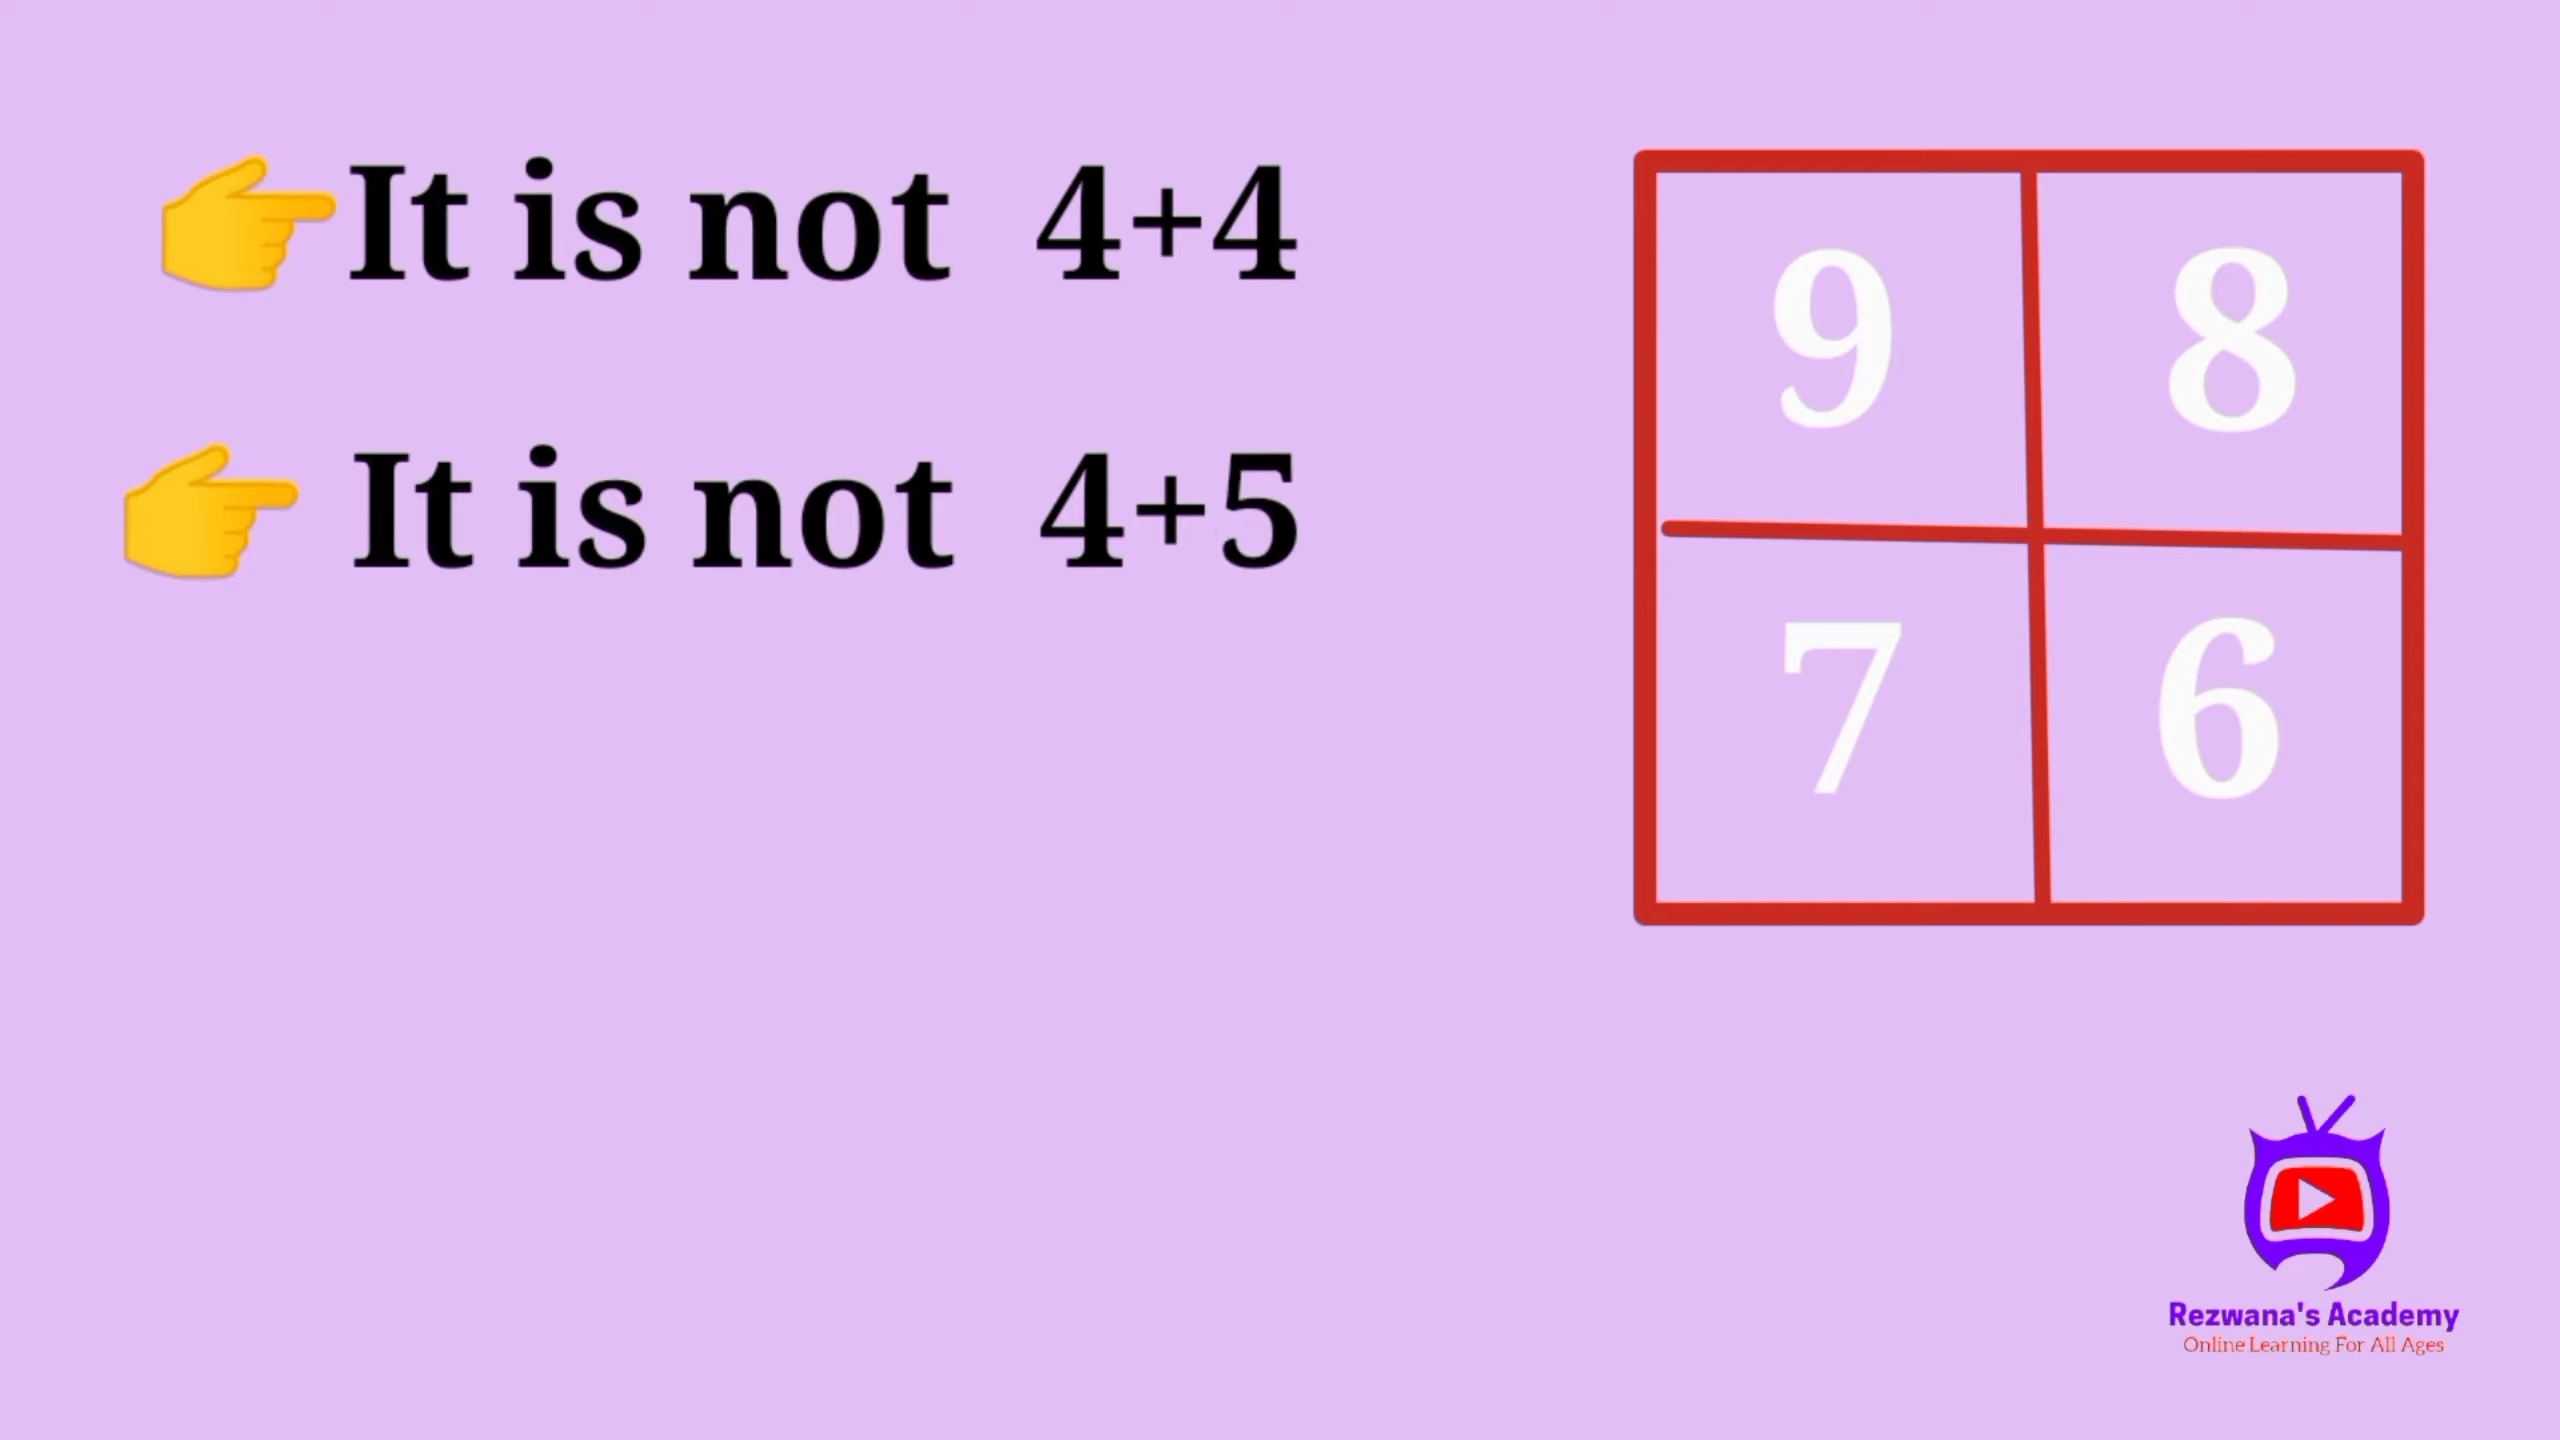 👉It is not 4+4
👉 It is not 4+5
9 8
7 6
Rezwana's Academy
Online Learning For All Ages